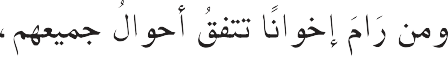 ومن رَامَ إخوانًا تتفقُ أحوالُ جميعهم،